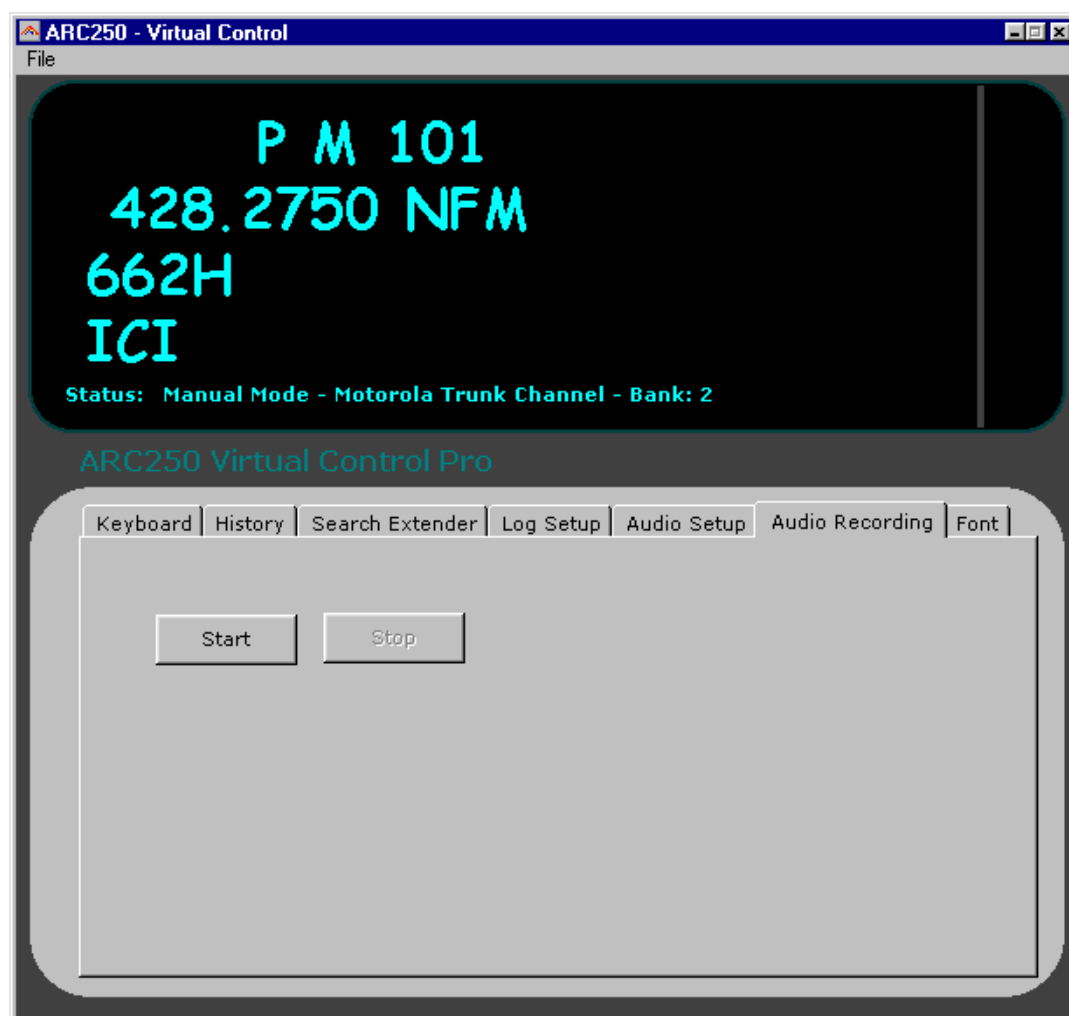 ARC250 - Virtual Control
File
P M 101
428.2750 NFM
662H
ICI
Status: Manual Mode - Motorola Trunk Channel - Bank: 2
ARC250 Virtual Control Pro
Keyboard History Search Extender Log Setup Audio Setup Audio Recording Font
Start Stop